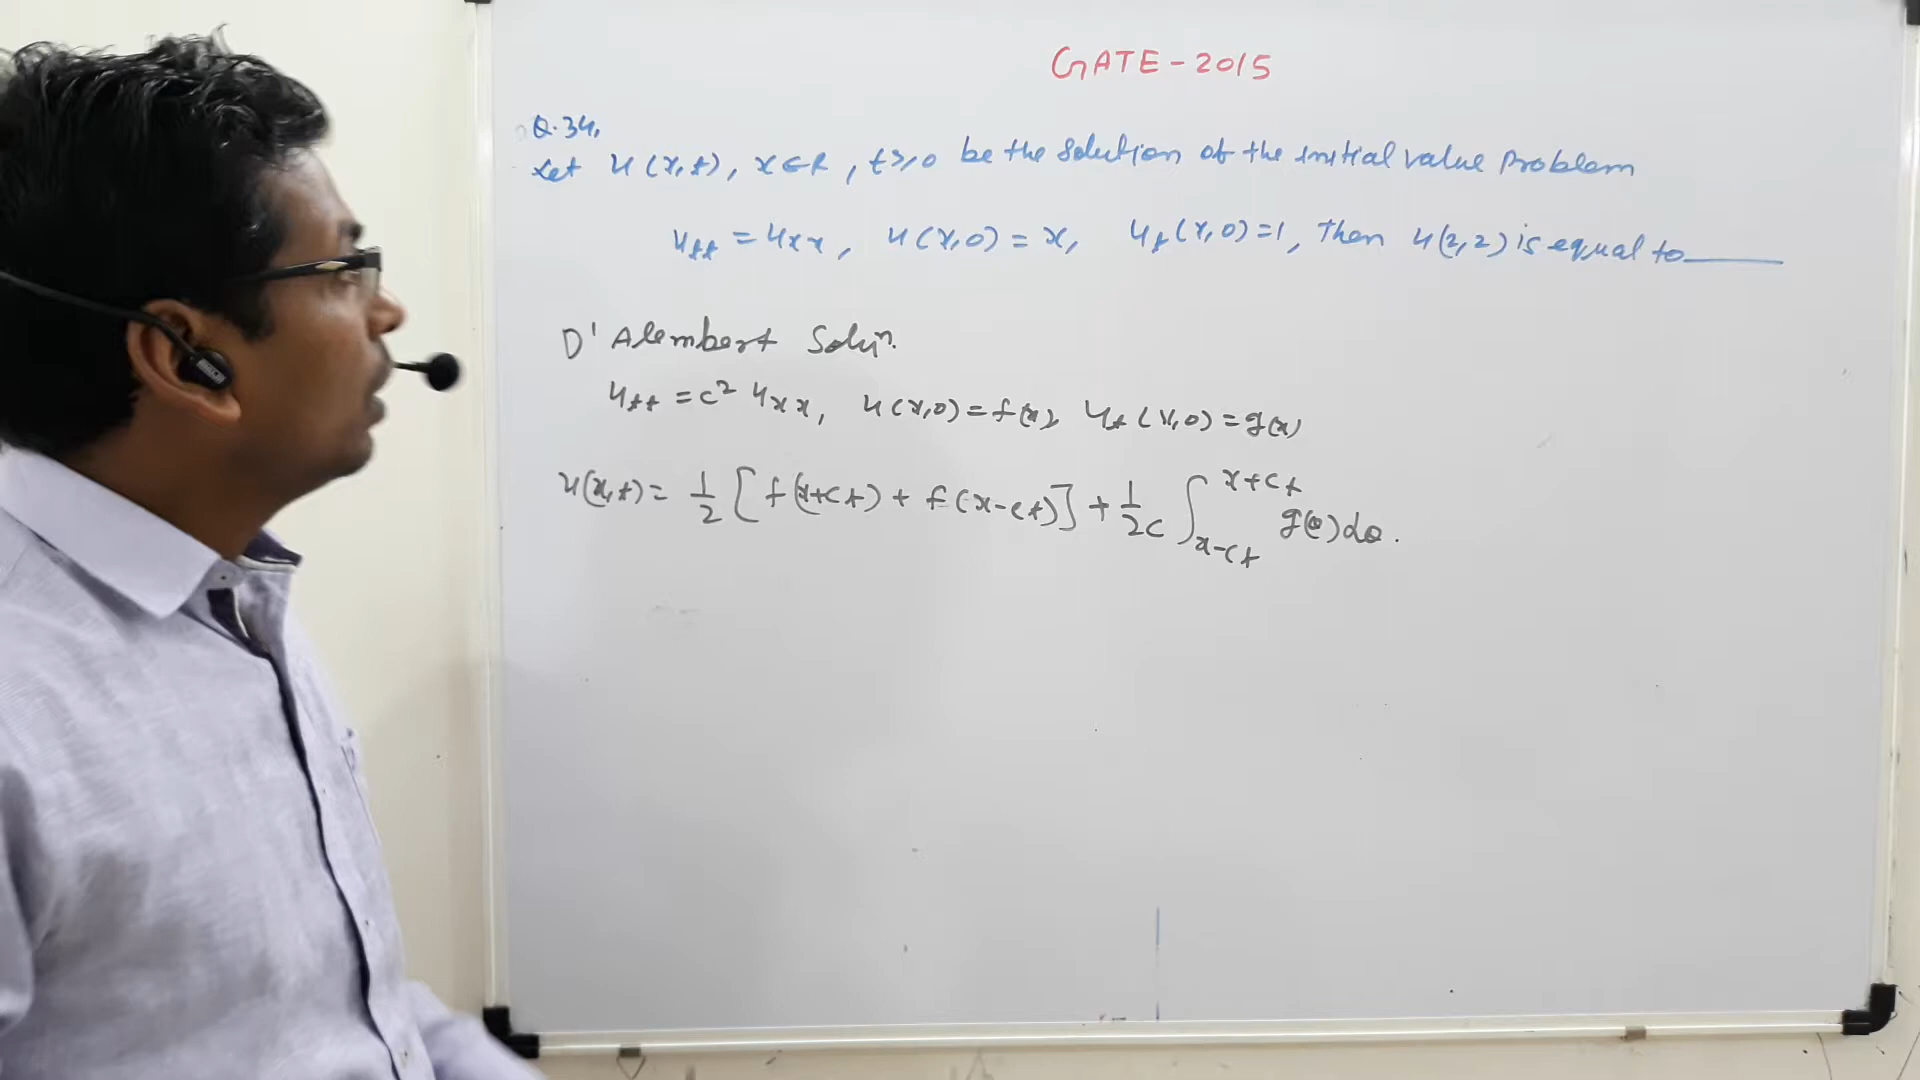 GATE-2015
Q.34.
Let u(x,t), x∈R, t≥0 be the solution of the initial value problem
u_tt = u_xx, u(x,0) = x, u_t(x,0)=1, then u(2,2) is equal to____
D'Alembert Soluⁿ.
u_tt = c² u_xx, u(x,0) = f(x), u_t(x,0) = g(x)
u(x,t) = 1/2 [f(x+ct) + f(x-ct)] + 1/2c ∫_{x-ct}^{x+ct} g(θ)dθ.